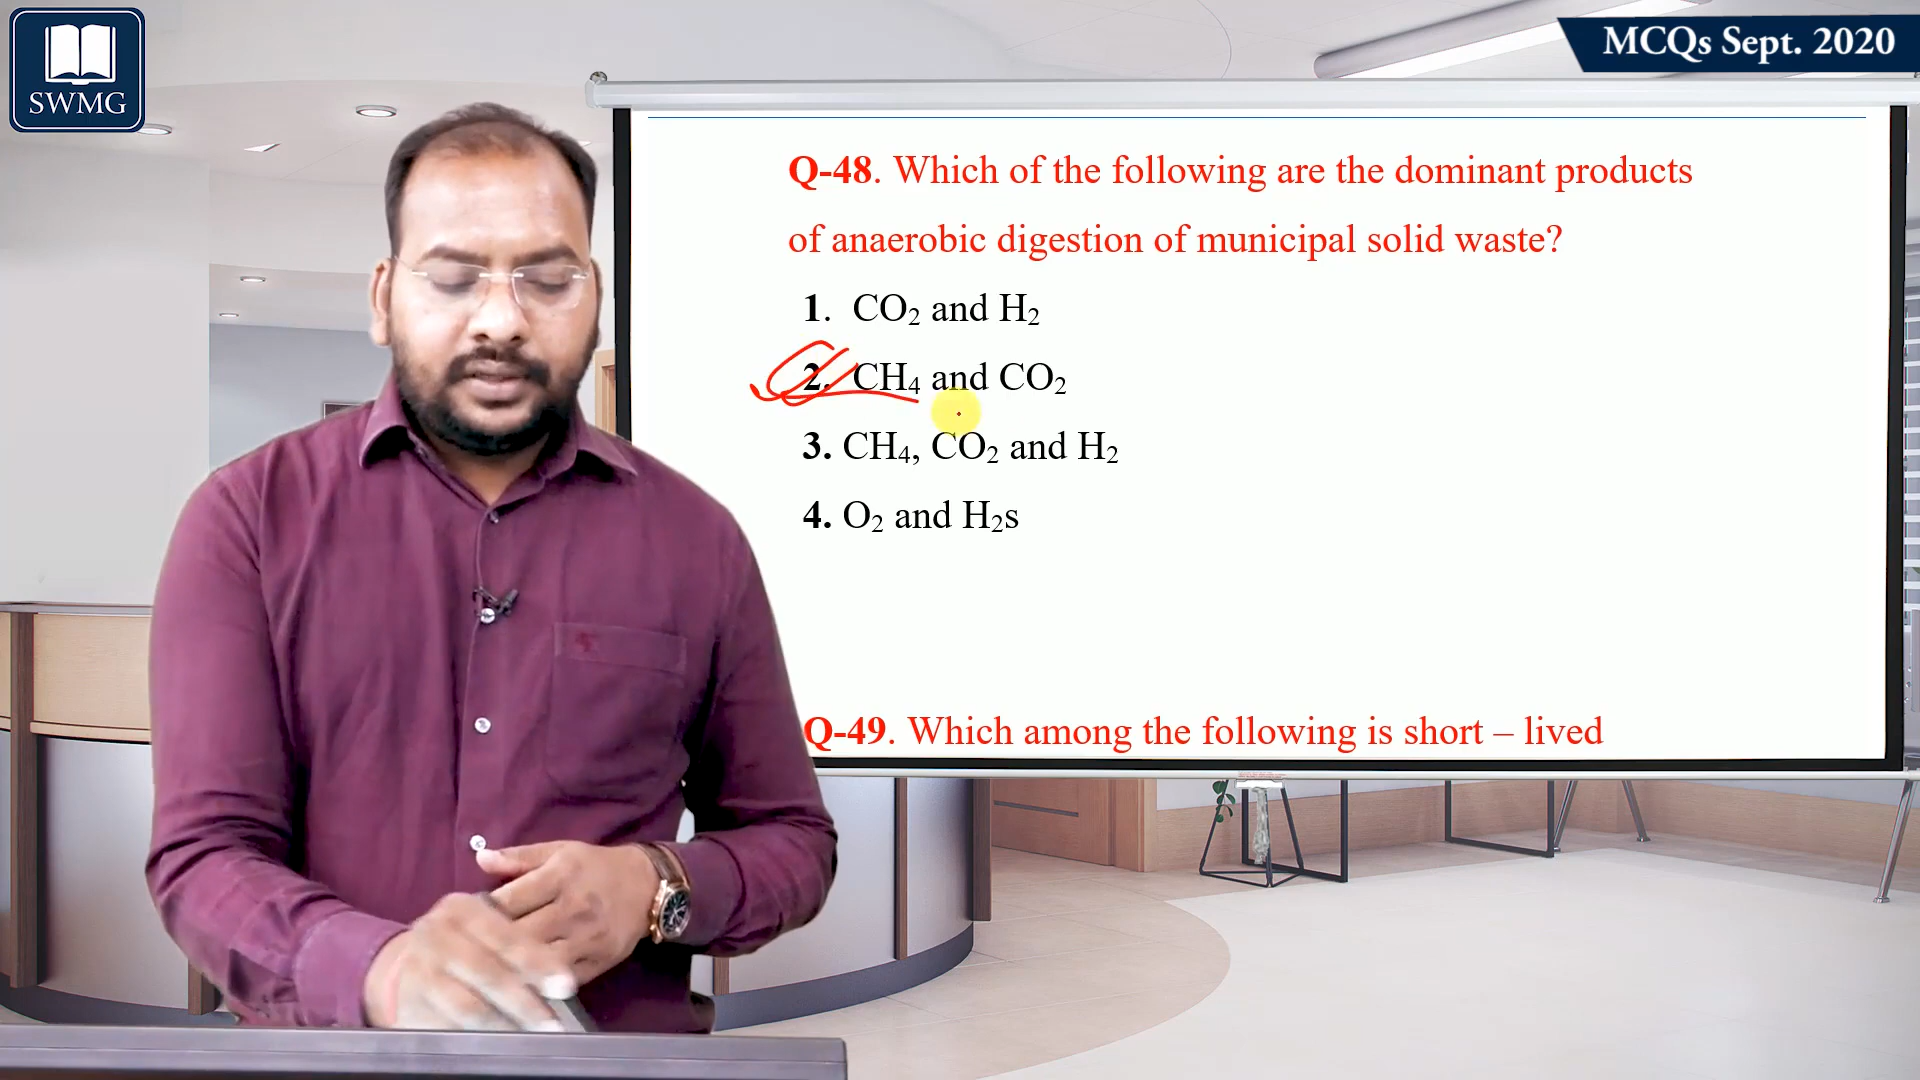 SWMG
MCQs Sept. 2020
Q-48. Which of the following are the dominant products
of anaerobic digestion of municipal solid waste?
1. CO₂ and H₂
2. CH₄ and CO₂
3. CH₄, CO₂ and H₂
4. O₂ and H₂s
Q-49. Which among the following is short – lived